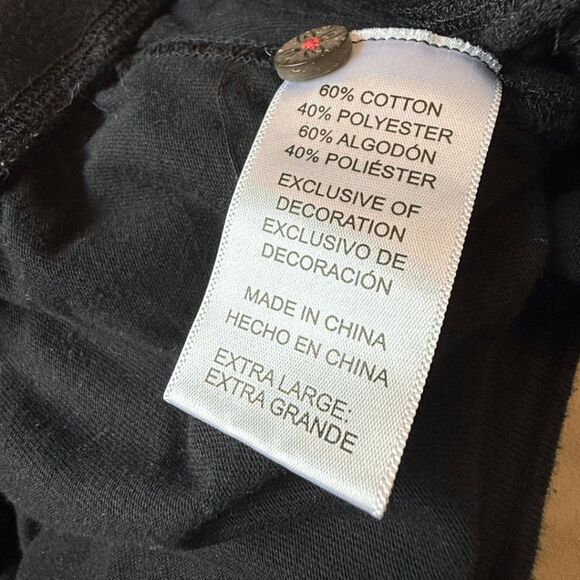 60% COTTON
40% POLYESTER
60% ALGODÓN
40% POLIÉSTER
EXCLUSIVE OF
DECORATION
EXCLUSIVO DE
DECORACIÓN
MADE IN CHINA
HECHO EN CHINA
EXTRA LARGE:
EXTRA GRANDE